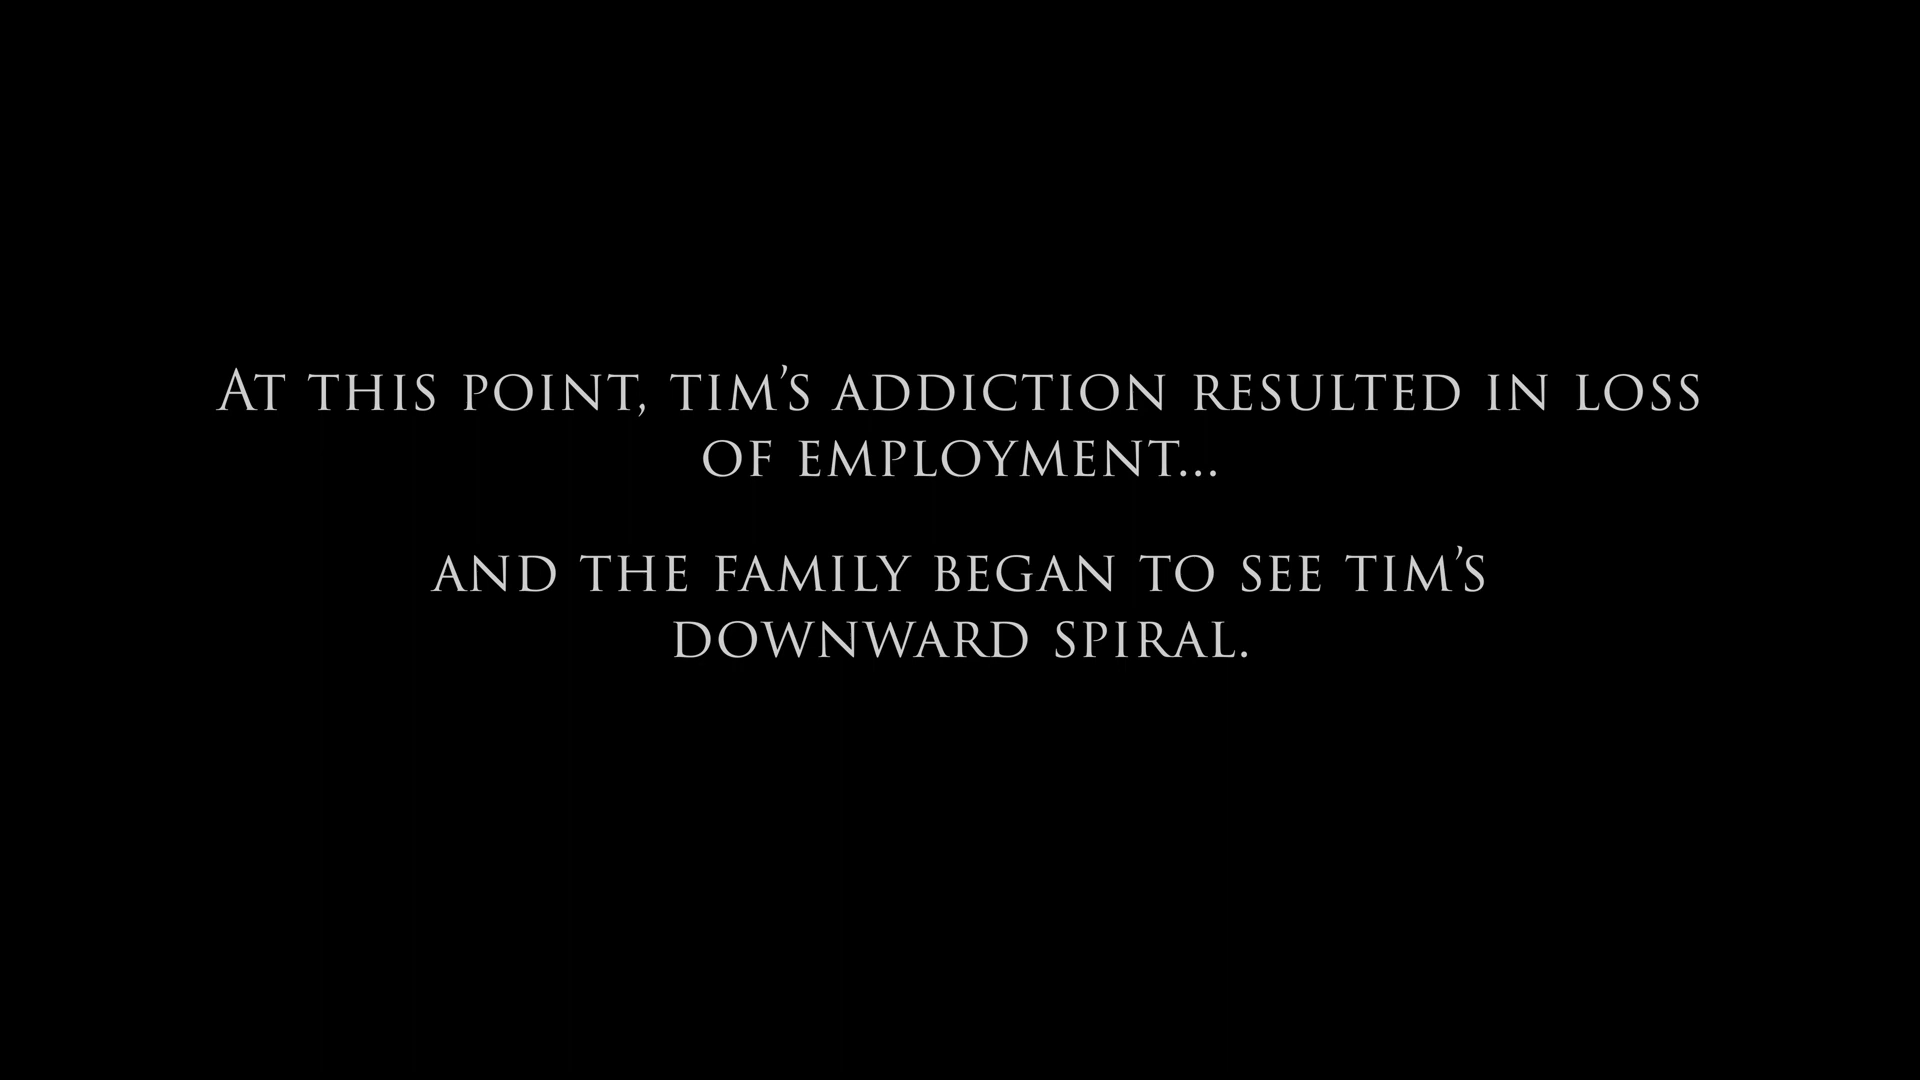 At this point, tim's addiction resulted in loss
of employment...
and the family began to see tim's
downward spiral.